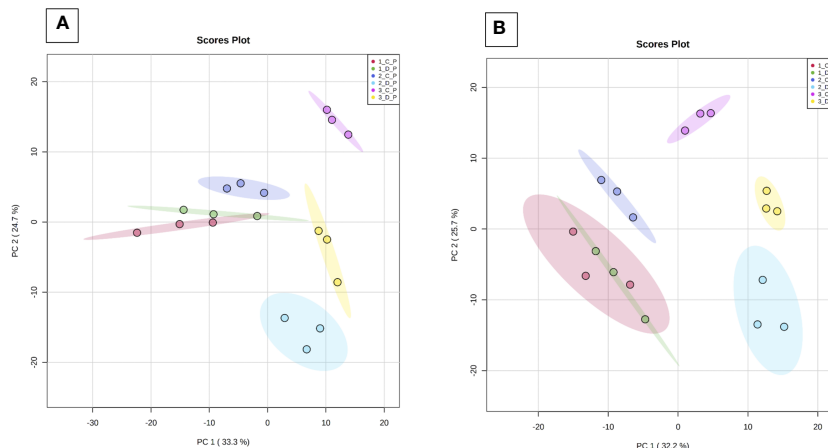 A
Scores Plot
1_C_P
1_D_P
2_C_P
2_D_P
3_C_P
3_D_P
20
10
0
-10
-20
PC 2 ( 24.7 %)
-30
-20
-10
0
10
20
PC 1 ( 33.3 %)
B
Scores Plot
1_C
1_D
2_C
2_D
3_C
3_D
20
10
0
-10
-20
PC 2 ( 25.7 %)
-20
-10
0
10
20
PC 1 ( 32.2 %)